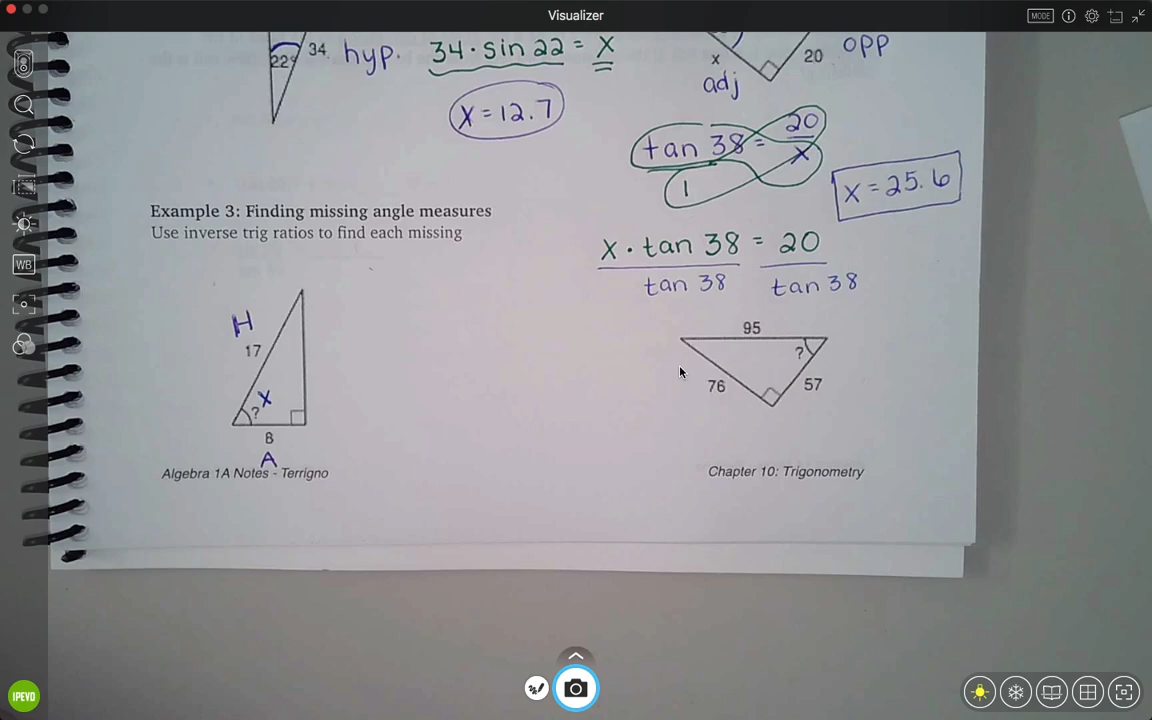 Visualizer
MODE
34 hyp. 34 · sin 22 = x
22°
x = 12.7
x 20 opp
adj
tan 38 = 20/x
1
x = 25.6
x · tan 38 = 20
tan 38 tan 38
Example 3: Finding missing angle measures
Use inverse trig ratios to find each missing
WB
H
17
x
?
8
A
95
?
76 57
Algebra 1A Notes - Terrigno
Chapter 10: Trigonometry
IPEVO